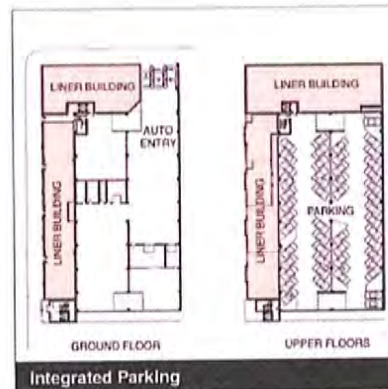 LINER BUILDING
AUTO
ENTRY
LINER BUILDING
GROUND FLOOR
LINER BUILDING
PARKING
LINER BUILDING
UPPER FLOORS
Integrated Parking